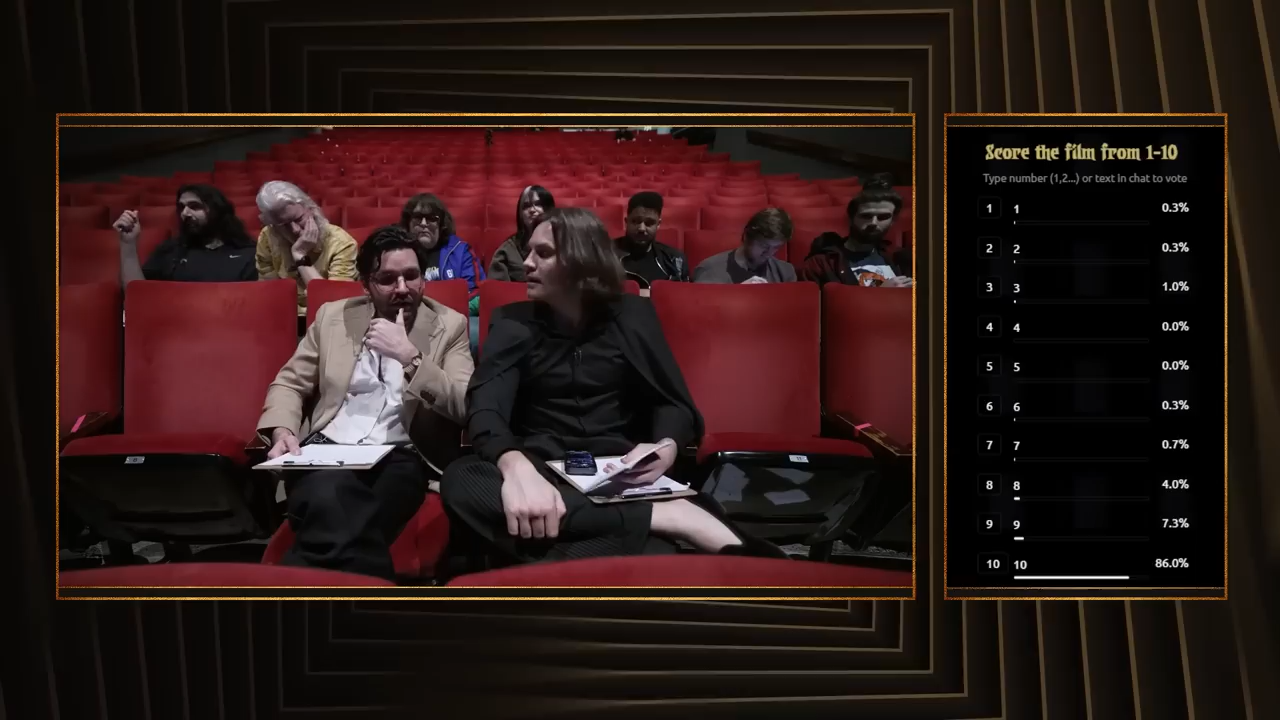 Score the film from 1-10
Type number (1,2...) or text in chat to vote
1 1 0.3%
2 2 0.3%
3 3 1.0%
4 4 0.0%
5 5 0.0%
6 6 0.3%
7 7 0.7%
8 8 4.0%
9 9 7.3%
10 10 86.0%